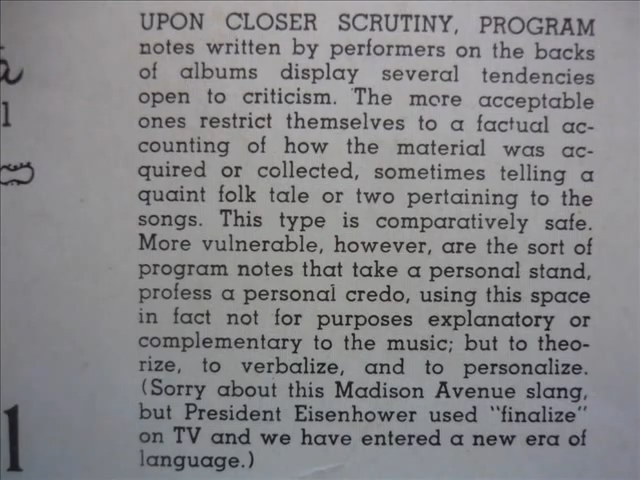 UPON CLOSER SCRUTINY, PROGRAM
notes written by performers on the backs
of albums display several tendencies
open to criticism. The more acceptable
ones restrict themselves to a factual ac-
counting of how the material was ac-
quired or collected, sometimes telling a
quaint folk tale or two pertaining to the
songs. This type is comparatively safe.
More vulnerable, however, are the sort of
program notes that take a personal stand,
profess a personal credo, using this space
in fact not for purposes explanatory or
complementary to the music; but to theo-
rize, to verbalize, and to personalize.
(Sorry about this Madison Avenue slang,
but President Eisenhower used "finalize"
on TV and we have entered a new era of
language.)